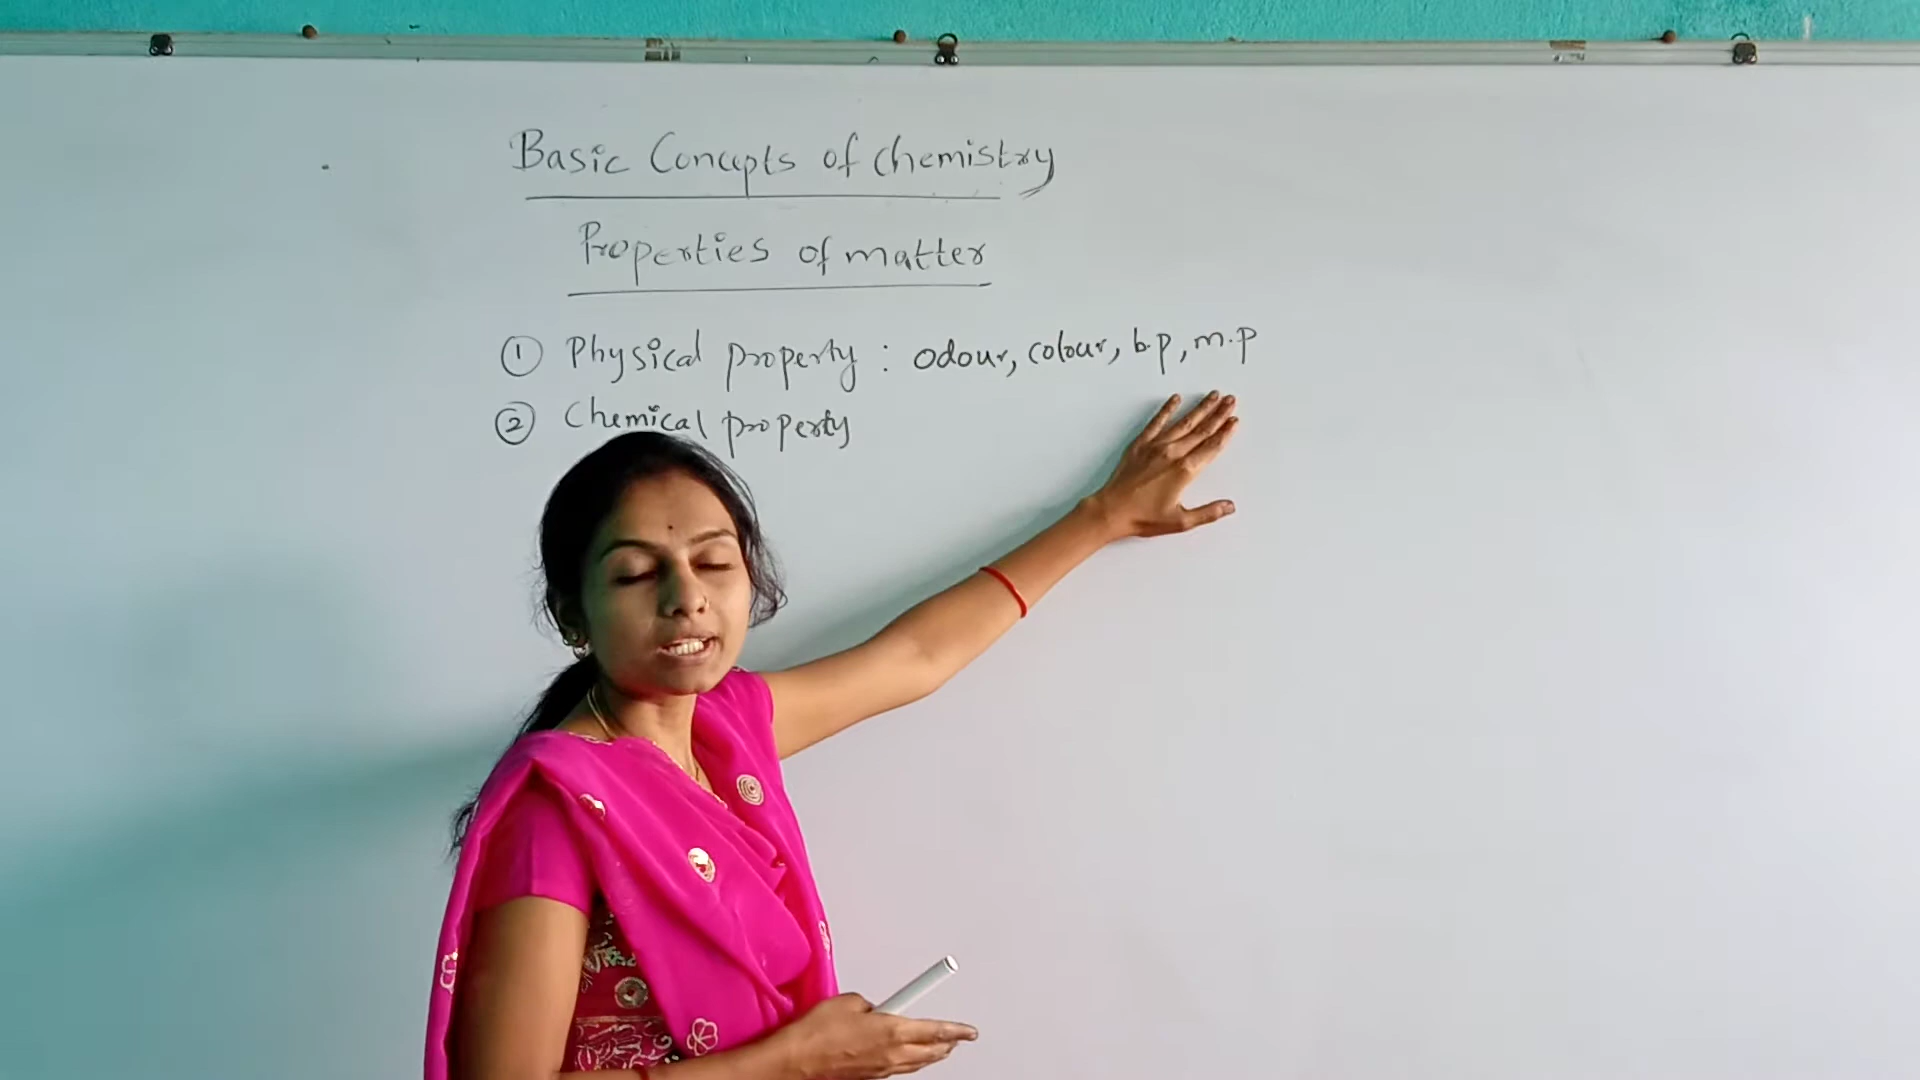 Basic Concepts of chemistry
Properties of matter
① Physical property : odour, colour, b.p, m.p
② Chemical property